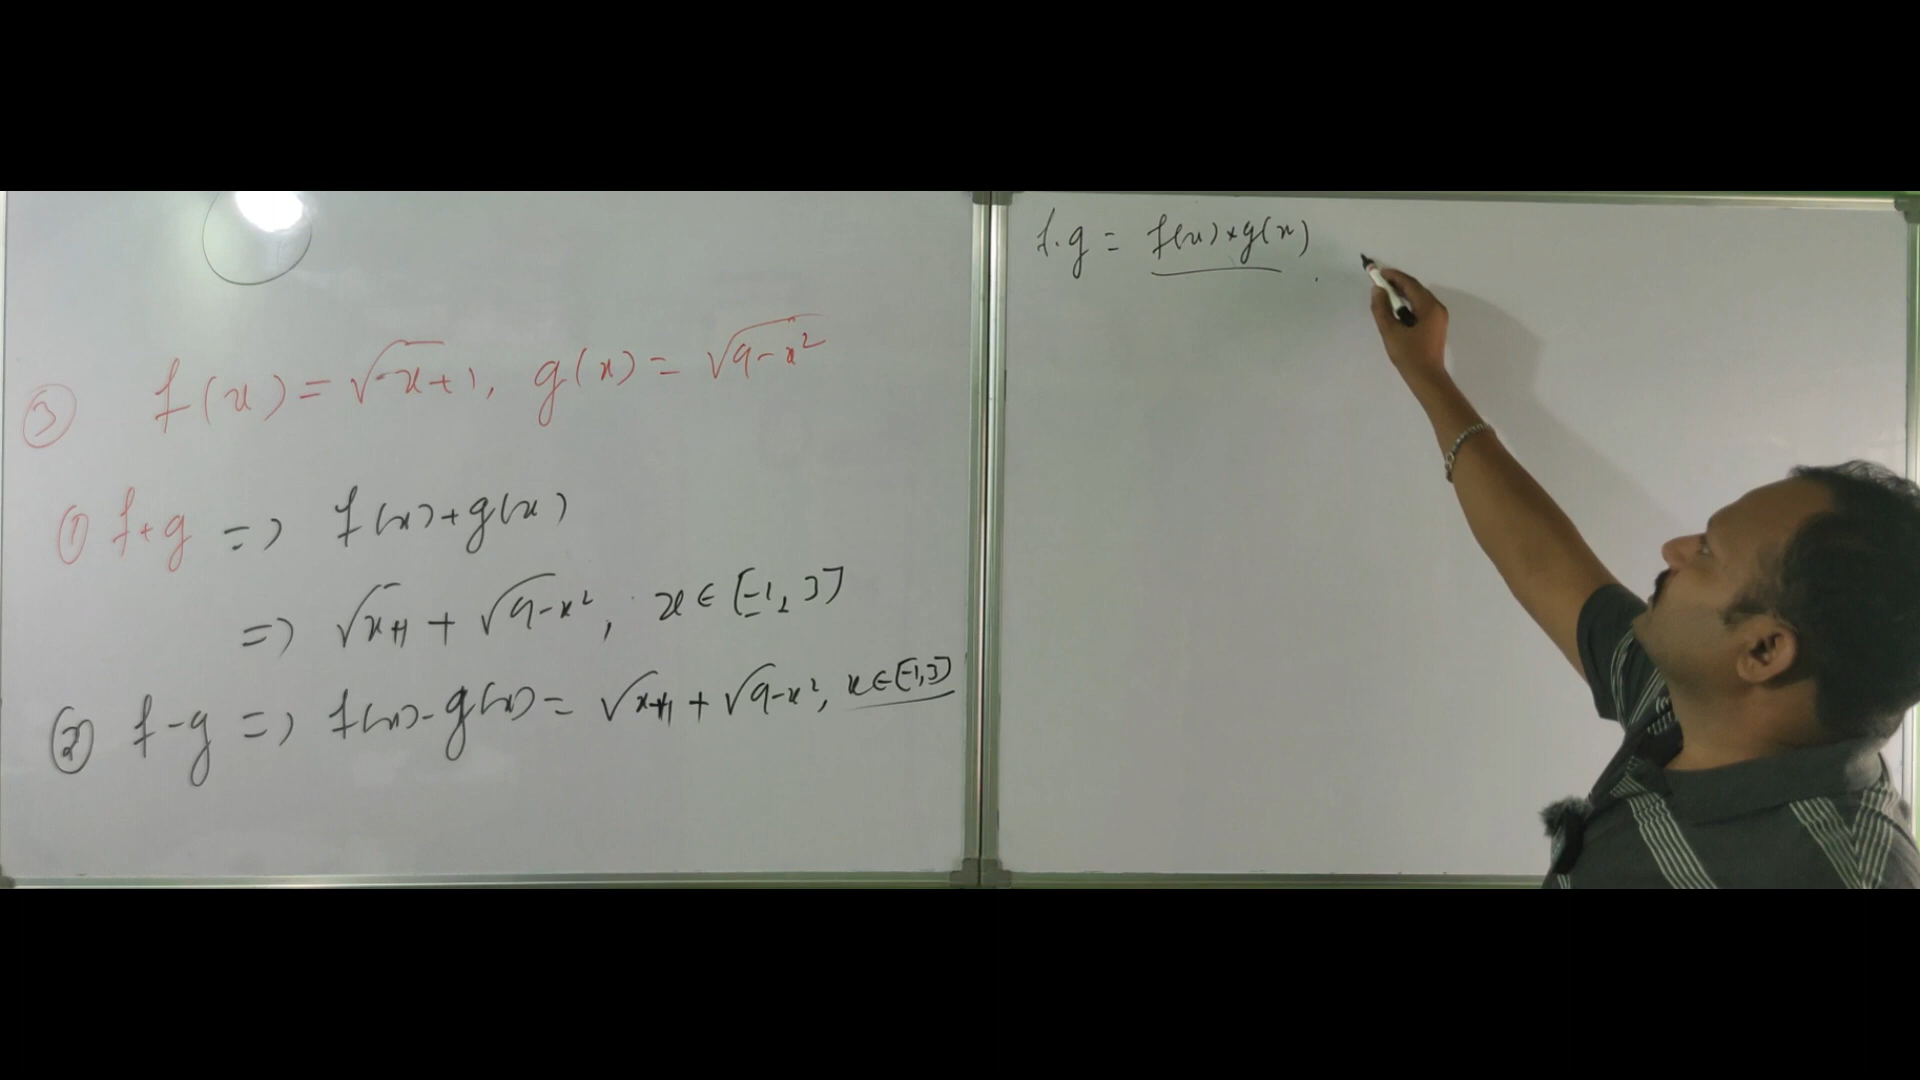 ③ f(x) = √x+1, g(x) = √9-x²
① f+g => f(x)+g(x)
=> √x+1 + √9-x², x ∈ [-1, 3]
② f-g => f(x)-g(x) = √x+1 + √9-x², x ∈ [-1,3]
f.g = f(x)×g(x)